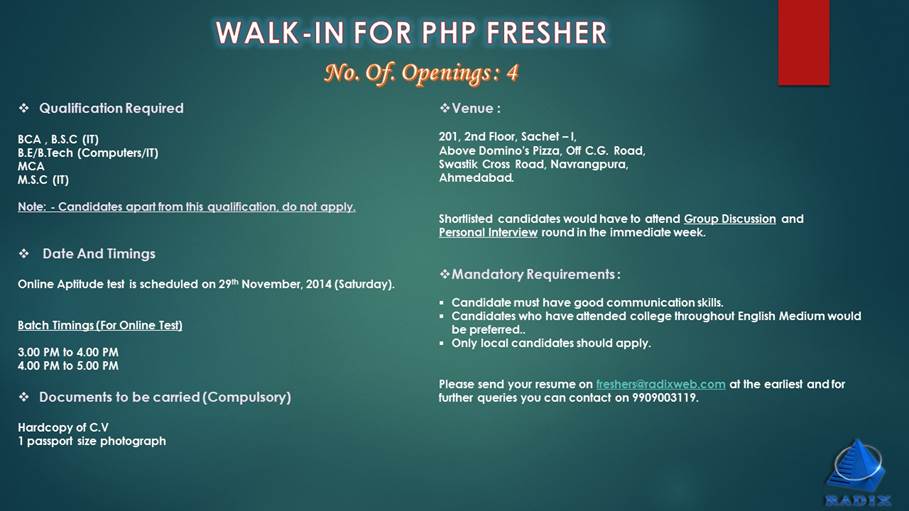 WALK-IN FOR PHP FRESHER
No. Of. Openings: 4
❖ Qualification Required
BCA , B.S.C (IT)
B.E/B.Tech (Computers/IT)
MCA
M.S.C (IT)
Note: - Candidates apart from this qualification, do not apply.
❖ Date And Timings
Online Aptitude test is scheduled on 29th November, 2014 (Saturday).
Batch Timings (For Online Test)
3.00 PM to 4.00 PM
4.00 PM to 5.00 PM
❖ Documents to be carried (Compulsory)
Hardcopy of C.V
1 passport size photograph
❖ Venue :
201, 2nd Floor, Sachet – I,
Above Domino's Pizza, Off C.G. Road,
Swastik Cross Road, Navrangpura,
Ahmedabad.
Shortlisted candidates would have to attend Group Discussion and
Personal Interview round in the immediate week.
❖ Mandatory Requirements :
▪ Candidate must have good communication skills.
▪ Candidates who have attended college throughout English Medium would
be preferred..
▪ Only local candidates should apply.
Please send your resume on freshers@radixweb.com at the earliest and for
further queries you can contact on 9909003119.
RADIX